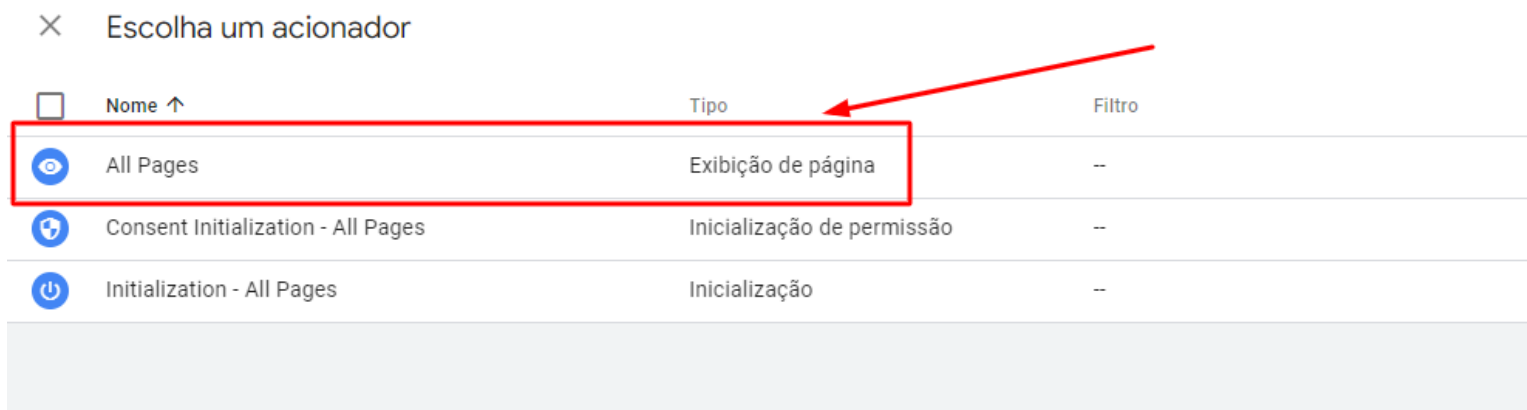 Escolha um acionador
Nome ↑ Tipo Filtro
All Pages Exibição de página --
Consent Initialization - All Pages Inicialização de permissão --
Initialization - All Pages Inicialização --